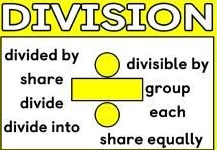 DIVISION
divided by
divisible by
share
group
divide
each
divide into
share equally